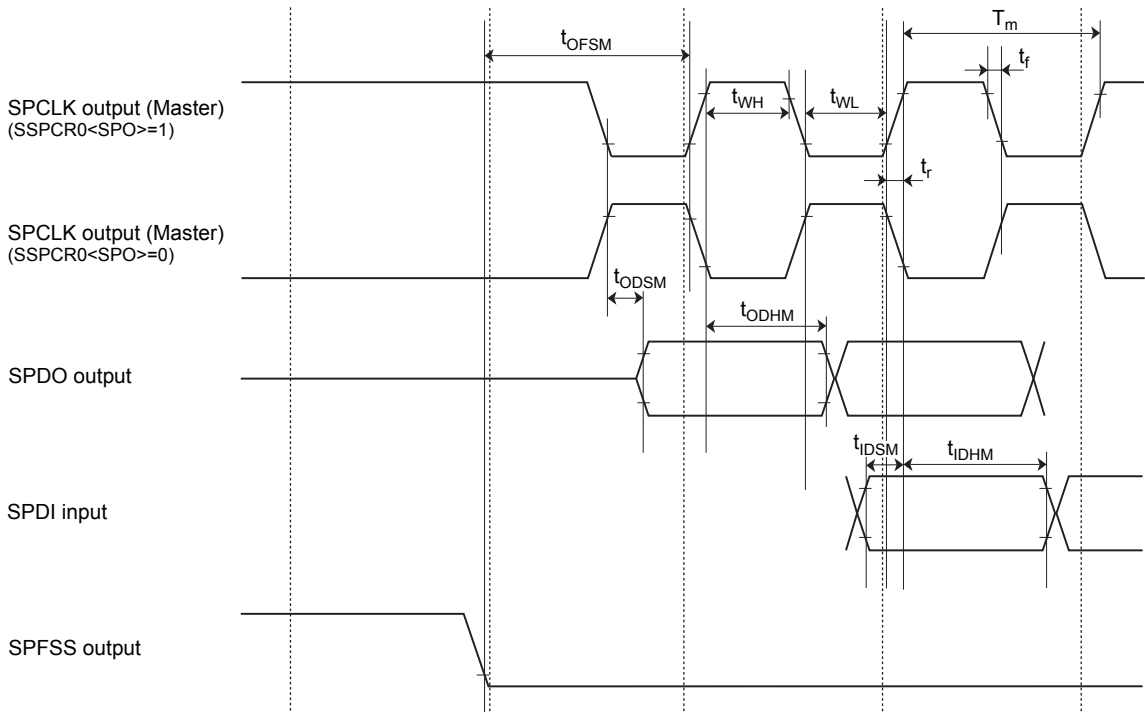 tOFSM
Tm
tf
SPCLK output (Master)
(SSPCR0<SPO>=1)
tWH
tWL
tr
SPCLK output (Master)
(SSPCR0<SPO>=0)
tODSM
tODHM
SPDO output
tIDSM
tIDHM
SPDI input
SPFSS output